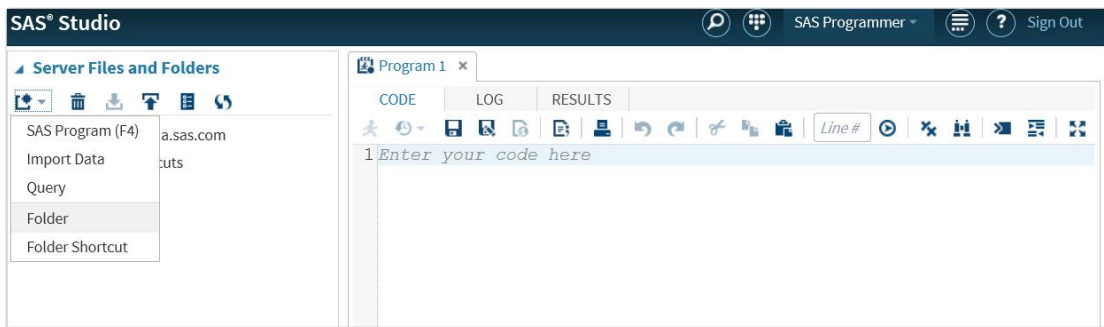 SAS® Studio
SAS Programmer
?
Sign Out
Server Files and Folders
SAS Program (F4)
a.sas.com
Import Data
cuts
Query
Folder
Folder Shortcut
Program 1 ×
CODE LOG RESULTS
Line #
1 Enter your code here